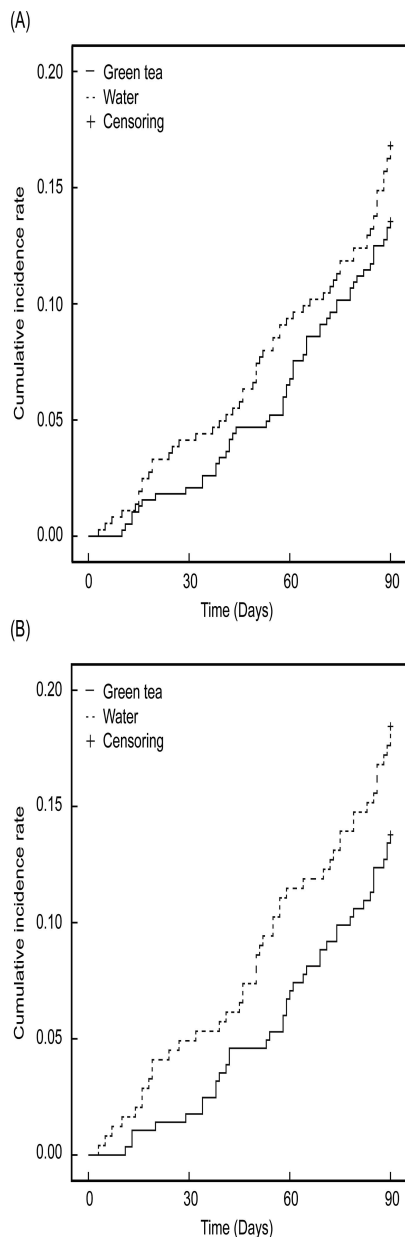 (A)
0.20
Green tea
Water
Censoring
0.15
Cumulative incidence rate
0.10
0.05
0.00
0 30 60 90
Time (Days)
(B)
0.20
Green tea
Water
Censoring
0.15
Cumulative incidence rate
0.10
0.05
0.00
0 30 60 90
Time (Days)